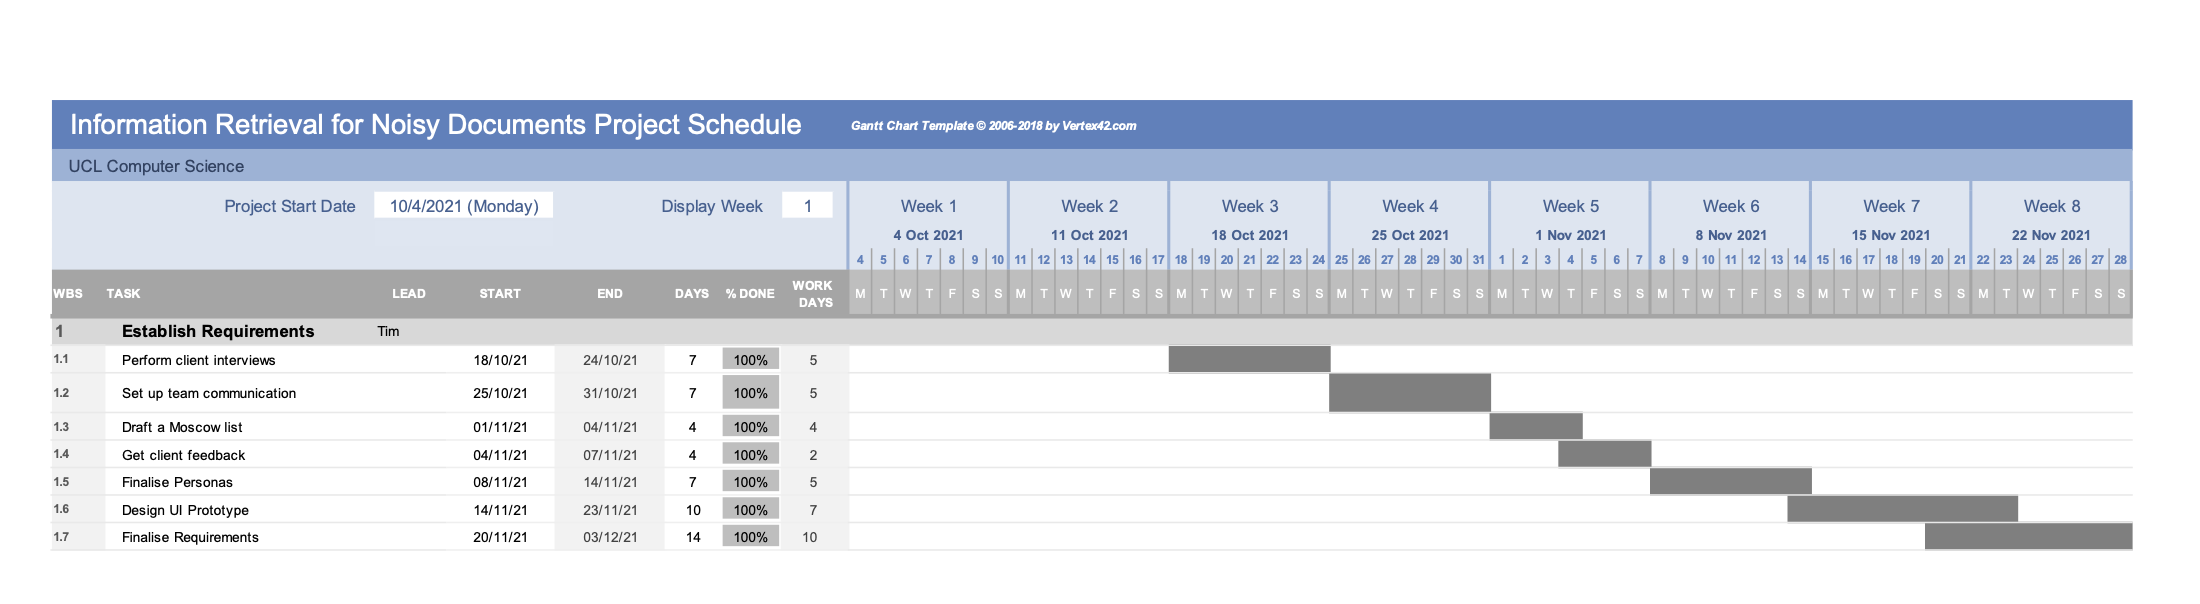 Information Retrieval for Noisy Documents Project Schedule Gantt Chart Template © 2006-2018 by Vertex42.com
UCL Computer Science
Project Start Date 10/4/2021 (Monday) Display Week 1 Week 1 Week 2 Week 3 Week 4 Week 5 Week 6 Week 7 Week 8
4 Oct 2021 11 Oct 2021 18 Oct 2021 25 Oct 2021 1 Nov 2021 8 Nov 2021 15 Nov 2021 22 Nov 2021
4 5 6 7 8 9 10 11 12 13 14 15 16 17 18 19 20 21 22 23 24 25 26 27 28 29 30 31 1 2 3 4 5 6 7 8 9 10 11 12 13 14 15 16 17 18 19 20 21 22 23 24 25 26 27 28
WBS TASK LEAD START END DAYS % DONE WORK DAYS M T W T F S S M T W T F S S M T W T F S S M T W T F S S M T W T F S S M T W T F S S M T W T F S S M T W T F S S
1 Establish Requirements Tim
1.1 Perform client interviews 18/10/21 24/10/21 7 100% 5
1.2 Set up team communication 25/10/21 31/10/21 7 100% 5
1.3 Draft a Moscow list 01/11/21 04/11/21 4 100% 4
1.4 Get client feedback 04/11/21 07/11/21 4 100% 2
1.5 Finalise Personas 08/11/21 14/11/21 7 100% 5
1.6 Design UI Prototype 14/11/21 23/11/21 10 100% 7
1.7 Finalise Requirements 20/11/21 03/12/21 14 100% 10